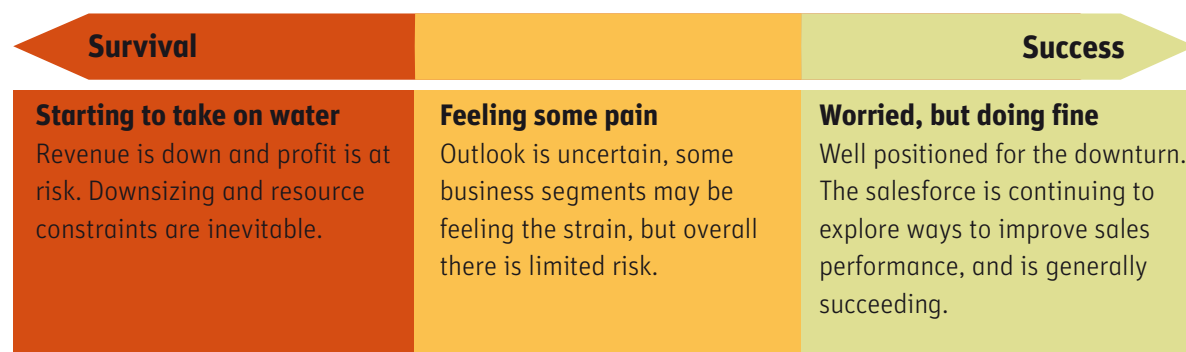 Survival
Success
Starting to take on water
Revenue is down and profit is at
risk. Downsizing and resource
constraints are inevitable.
Feeling some pain
Outlook is uncertain, some
business segments may be
feeling the strain, but overall
there is limited risk.
Worried, but doing fine
Well positioned for the downturn.
The salesforce is continuing to
explore ways to improve sales
performance, and is generally
succeeding.